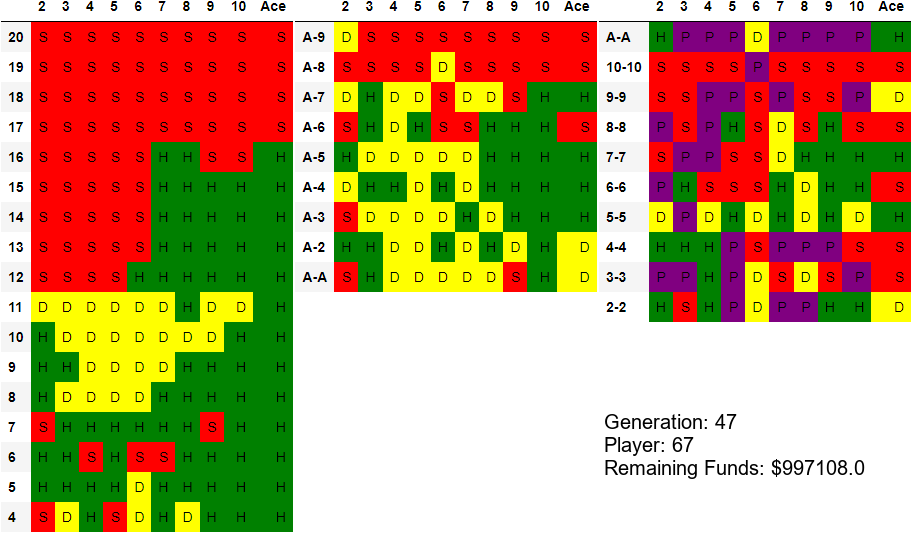 2 3 4 5 6 7 8 9 10 Ace 2 3 4 5 6 7 8 9 10 Ace 2 3 4 5 6 7 8 9 10 Ace
20 S S S S S S S S S S A-9 D S S S S S S S S S A-A H P P P D P P P P H
19 S S S S S S S S S S A-8 S S S S D S S S S S 10-10 S S S S P S S S S S
18 S S S S S S S S S S A-7 D H D D S D D S H H 9-9 S S P P S P S S P D
17 S S S S S S S S S S A-6 S H D H S S H H H S 8-8 P S P H S D S H S S
16 S S S S S H H S S H A-5 H D D D D D H H H H 7-7 S P P S S D H H H H
15 S S S S S H H H H H A-4 D H H D H D H H H H 6-6 P H S S S H D H H S
14 S S S S S H H H H H A-3 S D D D D H D H H H 5-5 D P D H D H D H D H
13 S S S S S H H H H H A-2 H H D D H D H D H D 4-4 H H H P S P P P S S
12 S S S S H H H H H H A-A S H D D D D D S H D 3-3 P P H P D S D S P S
11 D D D D D D H D D H 2-2 H S H P D P P H H D
10 H D D D D D D D H H
9 H H D D D D H H H H
8 H D D D D H H H H H
7 S H H H H H H S H H
6 H H S H S S H H H H
5 H H H H D H H H H H
4 S D H S D H D H H H
Generation: 47
Player: 67
Remaining Funds: $997108.0